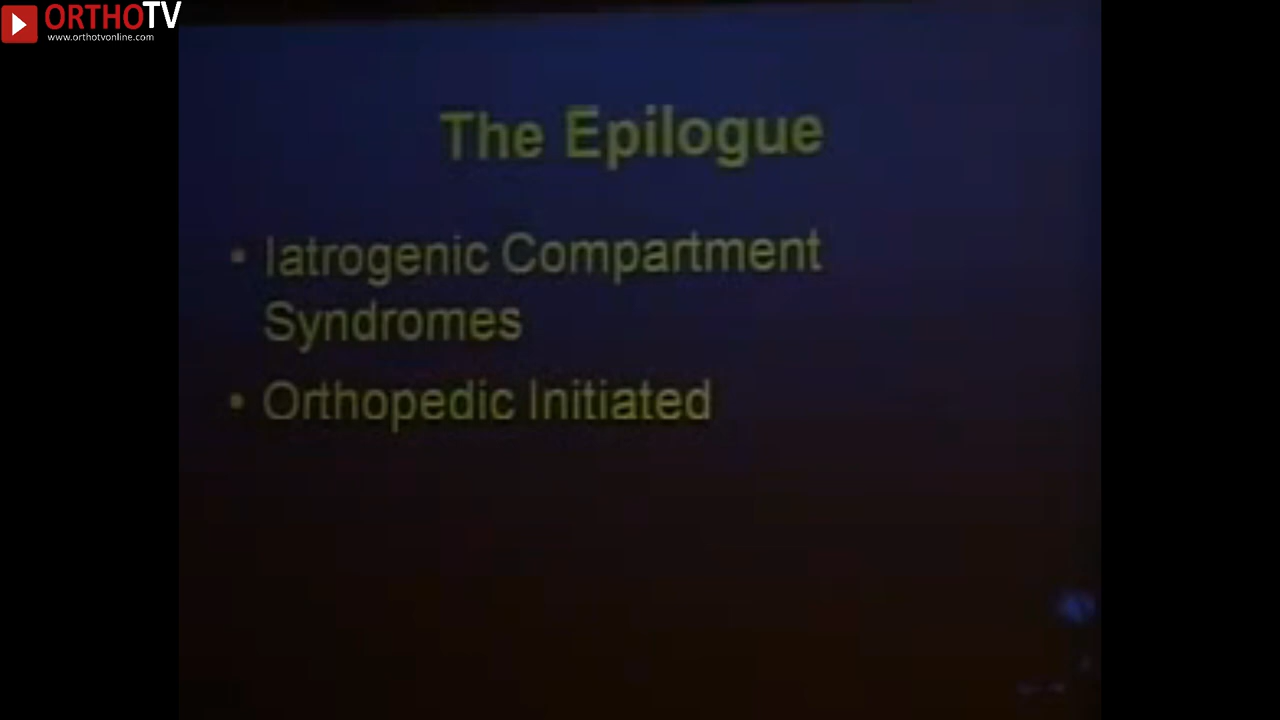 ORTHOTV
www.orthotvonline.com
The Epilogue
• Iatrogenic Compartment
Syndromes
• Orthopedic Initiated